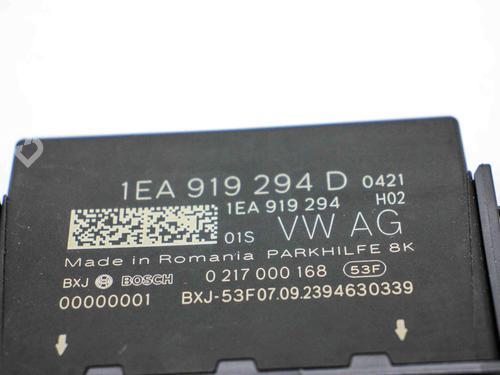 1EA 919 294 D 0421
1EA 919 294 H02
01S VW AG
Made in Romania PARKHILFE 8K
BXJ BOSCH 0 217 000 168 53F
00000001 BXJ-53F07.09.2394630339